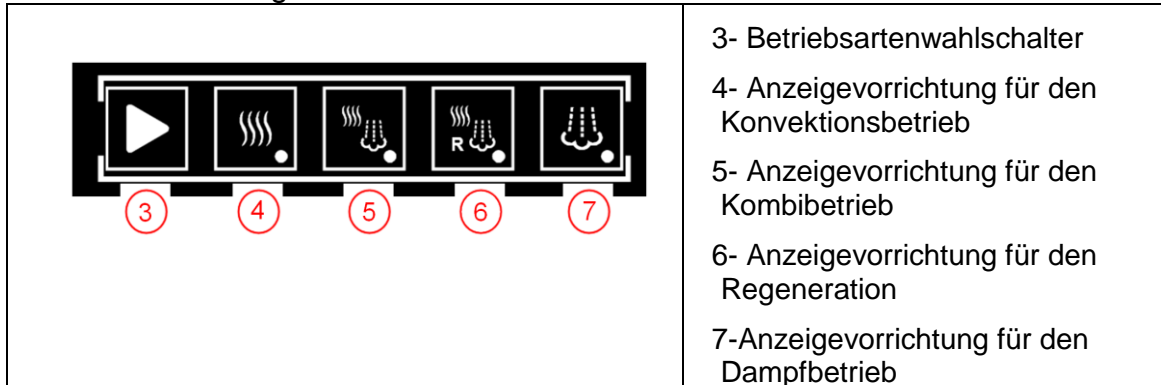 R
3
4
5
6
7
3- Betriebsartenwahlschalter
4- Anzeigevorrichtung für den
Konvektionsbetrieb
5- Anzeigevorrichtung für den
Kombibetrieb
6- Anzeigevorrichtung für den
Regeneration
7-Anzeigevorrichtung für den
Dampfbetrieb